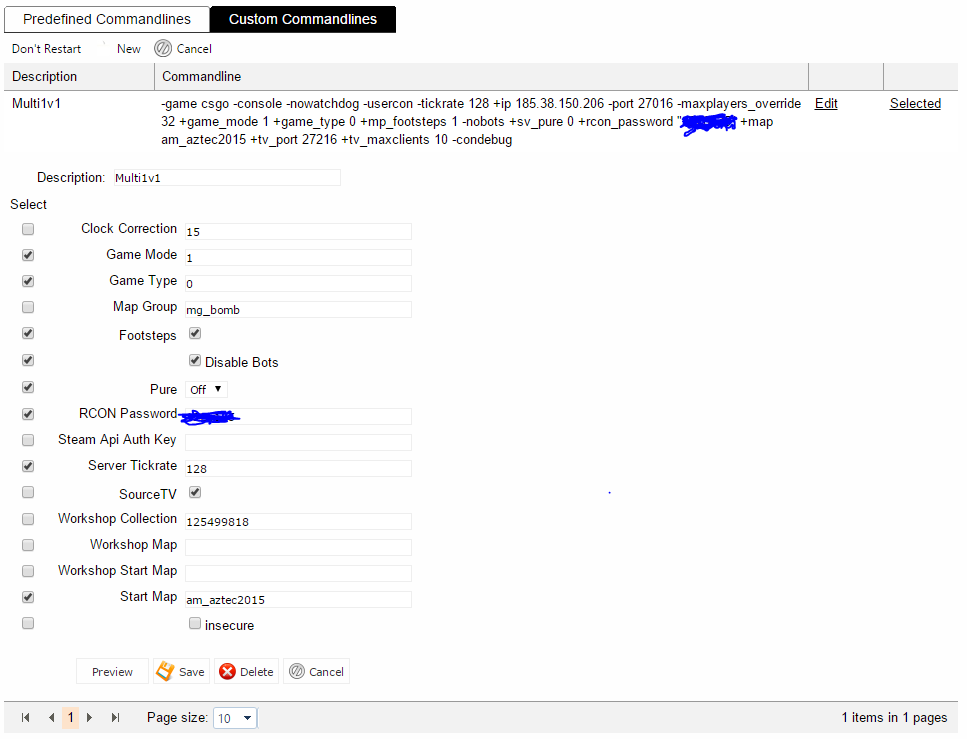 Predefined Commandlines Custom Commandlines
Don't Restart New Cancel
Description Commandline
Multi1v1 -game csgo -console -nowatchdog -usercon -tickrate 128 +ip 185.38.150.206 -port 27016 -maxplayers_override Edit Selected
32 +game_mode 1 +game_type 0 +mp_footsteps 1 -nobots +sv_pure 0 +rcon_password " +map
am_aztec2015 +tv_port 27216 +tv_maxclients 10 -condebug
Description: Multi1v1
Select
Clock Correction 15
Game Mode 1
Game Type 0
Map Group mg_bomb
Footsteps
Disable Bots
Pure Off
RCON Password
Steam Api Auth Key
Server Tickrate 128
SourceTV
Workshop Collection 125499818
Workshop Map
Workshop Start Map
Start Map am_aztec2015
insecure
Preview Save Delete Cancel
1 Page size: 10 1 items in 1 pages